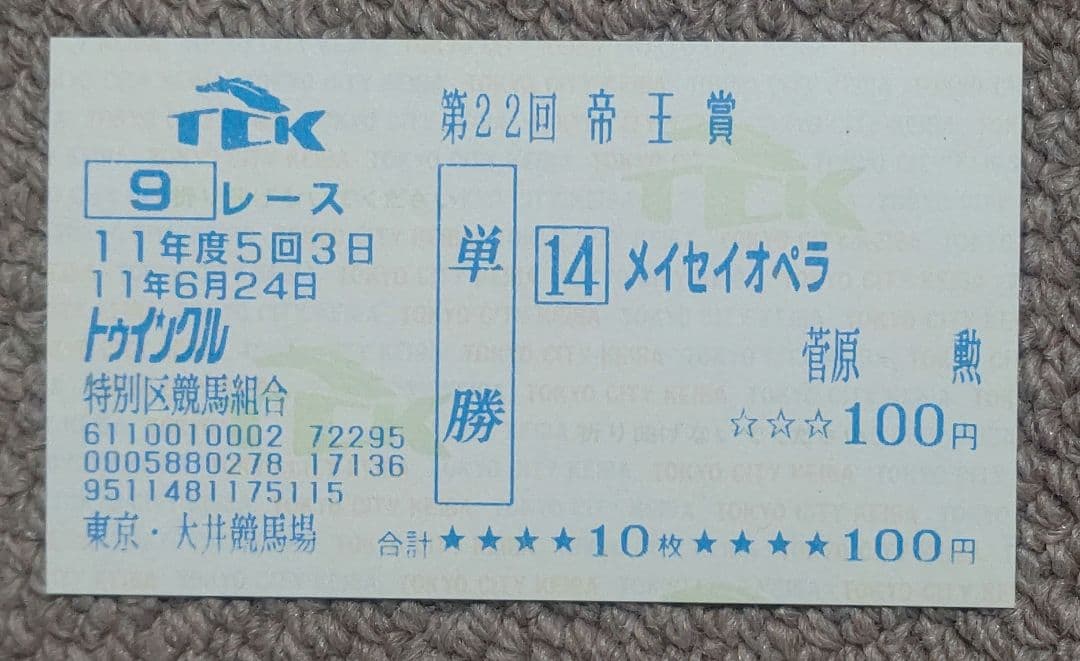 TCK
第22回 帝王賞
9 レース
11年度5回3日
11年6月24日
トゥインクル
特別区競馬組合
6110010002 72295
0005880278 17136
9511481175115
東京・大井競馬場
単勝
14 メイセイオペラ
菅原 勲
☆☆☆100円
合計★★★★10枚★★★★100円